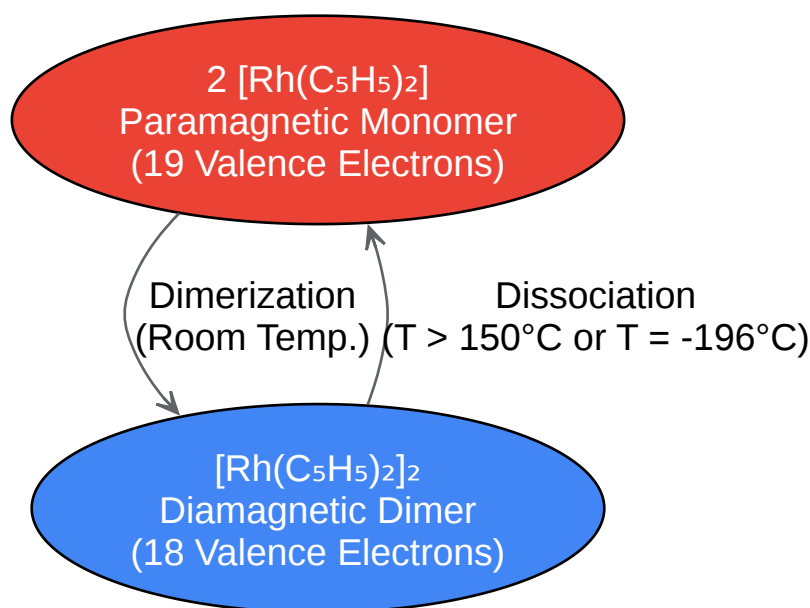 2 [Rh(C₅H₅)₂]
Paramagnetic Monomer
(19 Valence Electrons)
Dimerization
(Room Temp.)
Dissociation
(T > 150°C or T = -196°C)
[Rh(C₅H₅)₂]₂
Diamagnetic Dimer
(18 Valence Electrons)